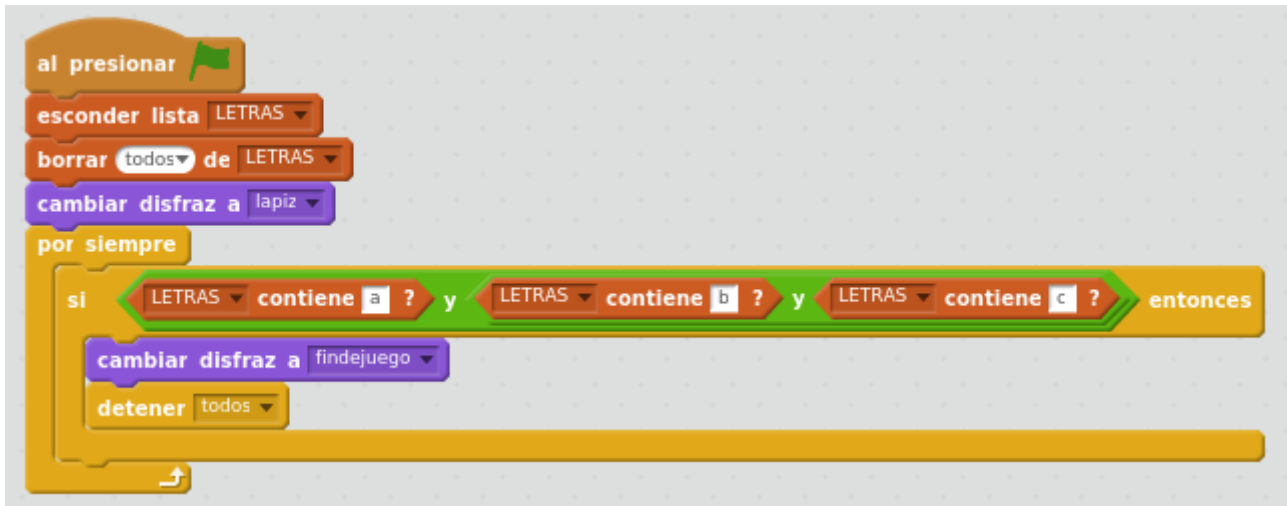 al presionar
esconder lista LETRAS
borrar todos de LETRAS
cambiar disfraz a lapiz
por siempre
si LETRAS contiene a ? y LETRAS contiene b ? y LETRAS contiene c ? entonces
cambiar disfraz a findejuego
detener todos